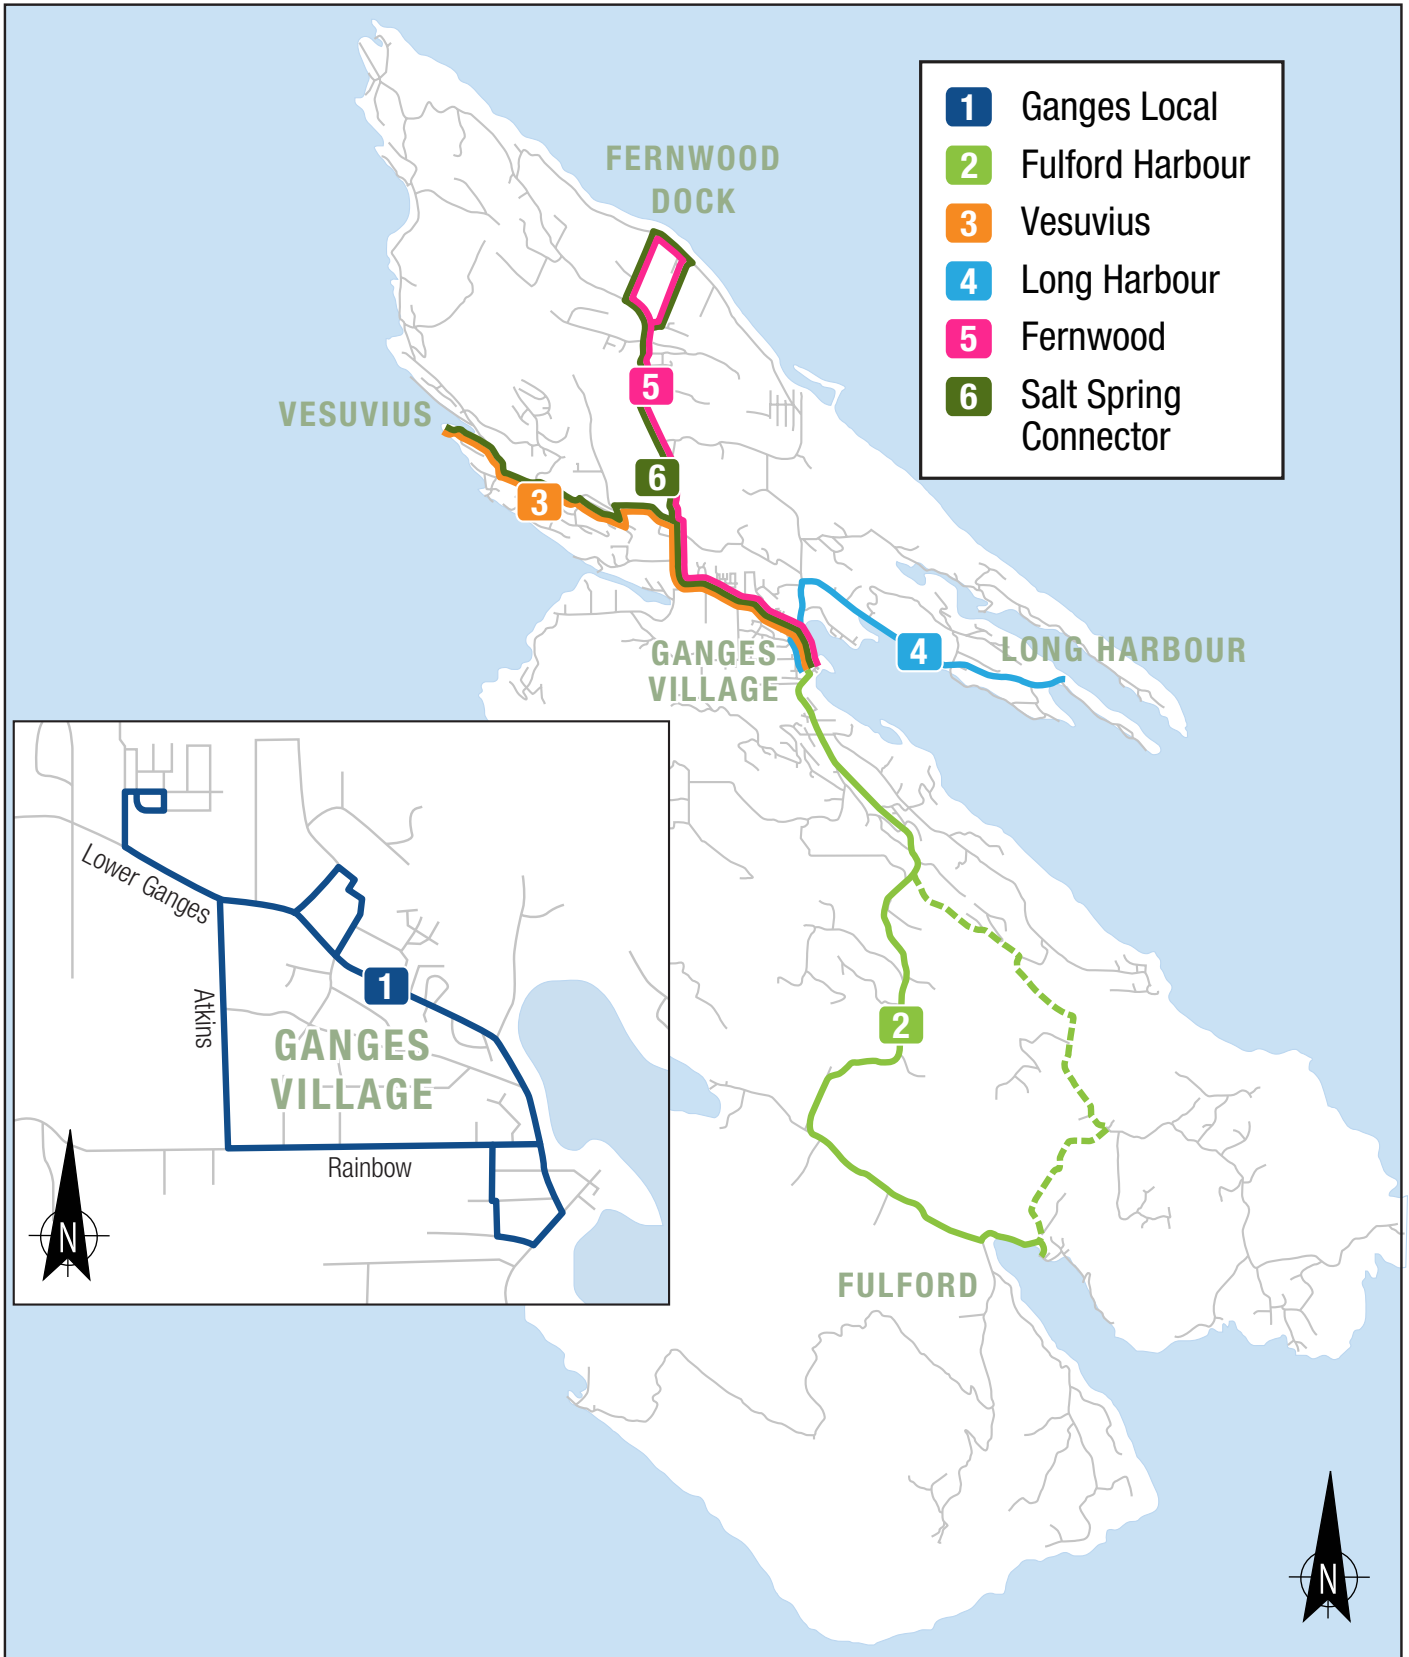 1 Ganges Local
2 Fulford Harbour
3 Vesuvius
4 Long Harbour
5 Fernwood
6 Salt Spring
Connector
FERNWOOD
DOCK
5
VESUVIUS
6
3
GANGES
VILLAGE
4
LONG HARBOUR
2
FULFORD
Lower Ganges
1
Atkins
GANGES
VILLAGE
Rainbow
N
N